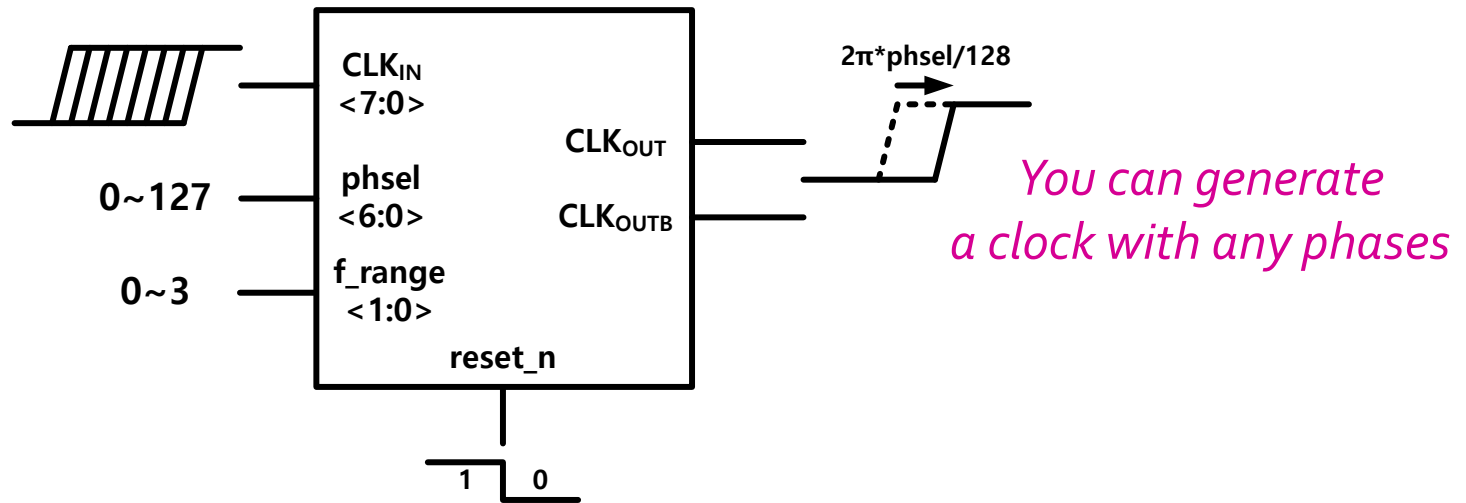 CLKIN
<7:0>
phsel
<6:0>
f_range
<1:0>
reset_n
CLKOUT
CLKOUTB
0~127
0~3
1 0
2π*phsel/128
You can generate
a clock with any phases